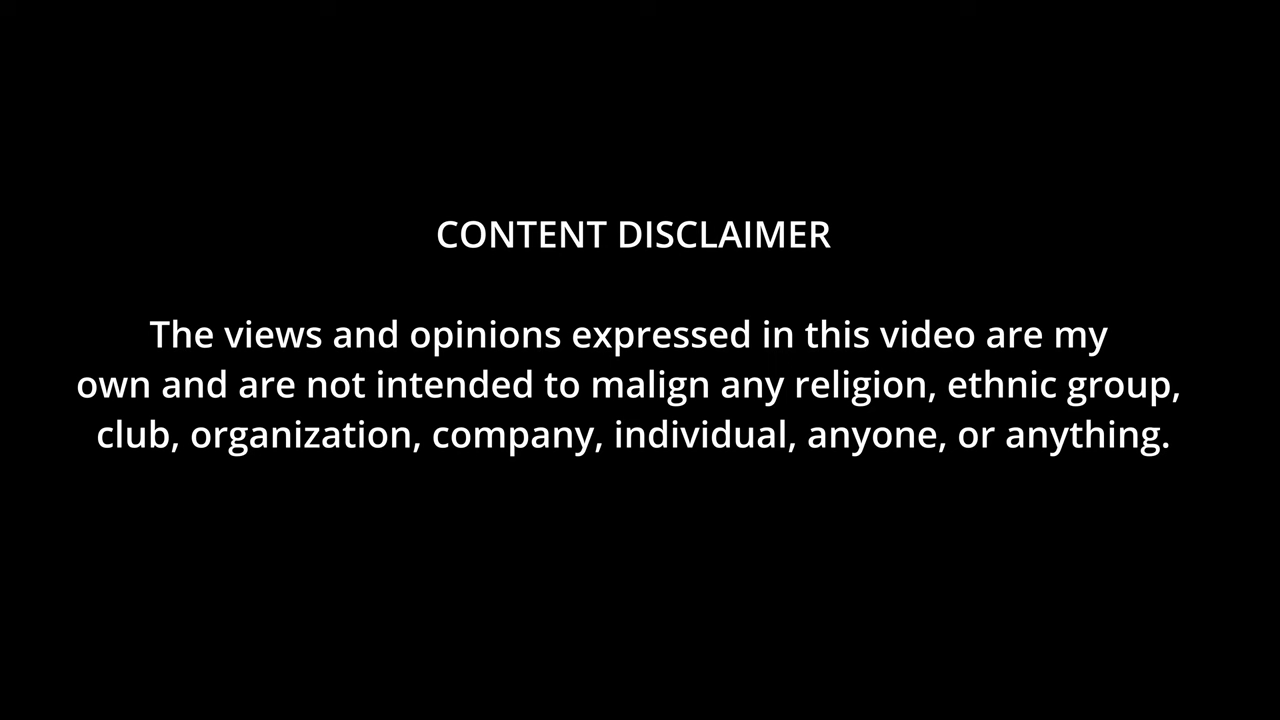 CONTENT DISCLAIMER
The views and opinions expressed in this video are my
own and are not intended to malign any religion, ethnic group,
club, organization, company, individual, anyone, or anything.